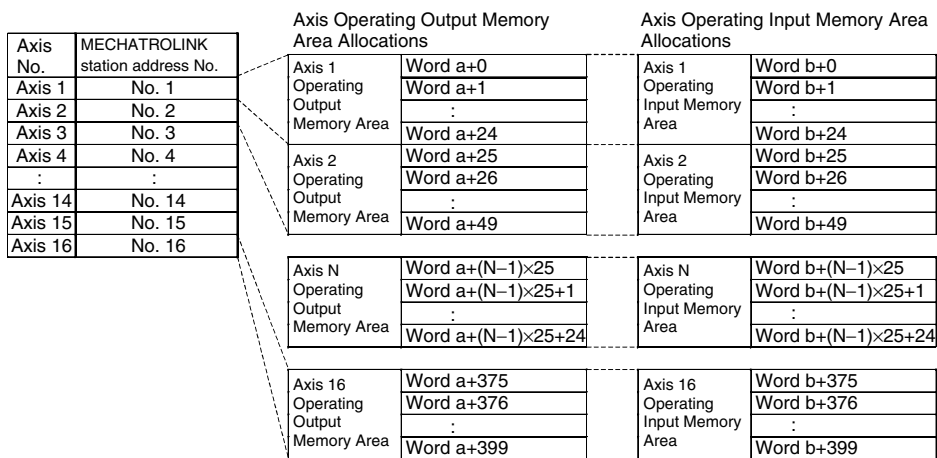 Axis No.
MECHATROLINK station address No.
Axis 1 No. 1
Axis 2 No. 2
Axis 3 No. 3
Axis 4 No. 4
: :
Axis 14 No. 14
Axis 15 No. 15
Axis 16 No. 16
Axis Operating Output Memory
Area Allocations
Axis 1
Operating
Output
Memory Area
Word a+0
Word a+1
:
Word a+24
Axis 2
Operating
Output
Memory Area
Word a+25
Word a+26
:
Word a+49
Axis N
Operating
Output
Memory Area
Word a+(N−1)×25
Word a+(N−1)×25+1
:
Word a+(N−1)×25+24
Axis 16
Operating
Output
Memory Area
Word a+375
Word a+376
:
Word a+399
Axis Operating Input Memory Area
Allocations
Axis 1
Operating
Input Memory
Area
Word b+0
Word b+1
:
Word b+24
Axis 2
Operating
Input Memory
Area
Word b+25
Word b+26
:
Word b+49
Axis N
Operating
Input Memory
Area
Word b+(N−1)×25
Word b+(N−1)×25+1
:
Word b+(N−1)×25+24
Axis 16
Operating
Input Memory
Area
Word b+375
Word b+376
:
Word b+399